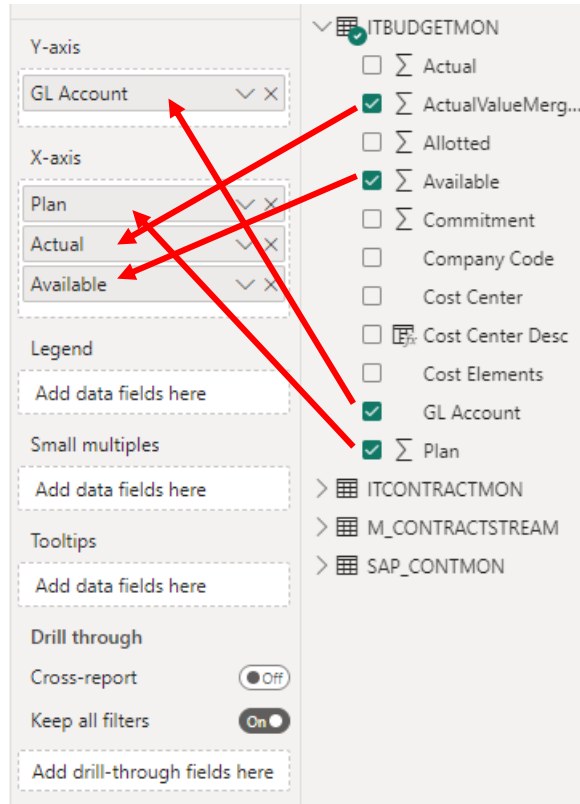 Y-axis
GL Account
X-axis
Plan
Actual
Available
Legend
Add data fields here
Small multiples
Add data fields here
Tooltips
Add data fields here
Drill through
Cross-report
Off
Keep all filters
On
Add drill-through fields here
ITBUDGETMON
Σ Actual
Σ ActualValueMerg...
Σ Allotted
Σ Available
Σ Commitment
Company Code
Cost Center
Cost Center Desc
Cost Elements
GL Account
Σ Plan
ITCONTRACTMON
M_CONTRACTSTREAM
SAP_CONTMON